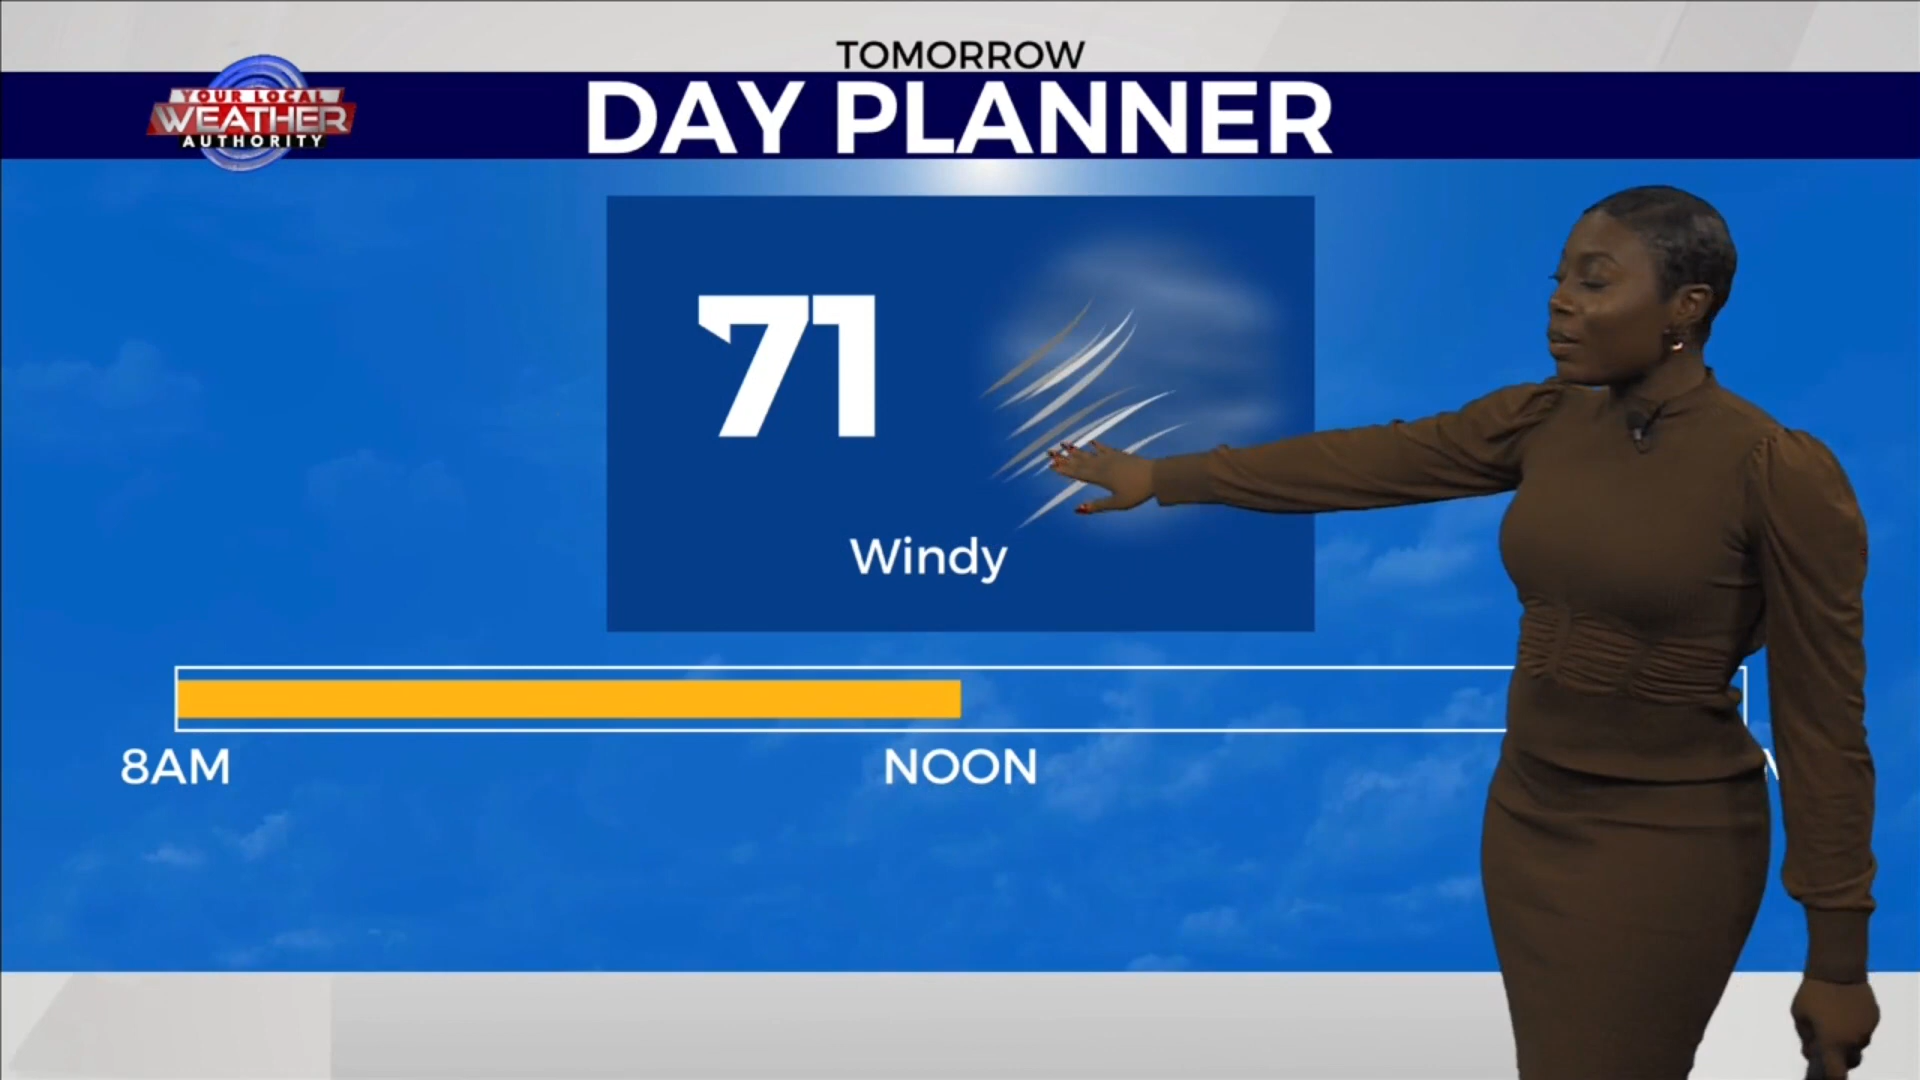 TOMORROW
YOUR LOCAL
WEATHER
AUTHORITY
DAY PLANNER
71
Windy
8AM
NOON